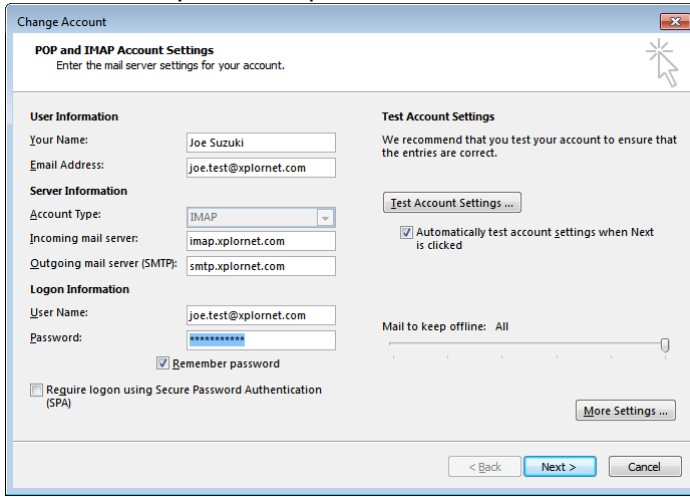 Change Account
POP and IMAP Account Settings
Enter the mail server settings for your account.
User Information
Your Name:
Joe Suzuki
Email Address:
joe.test@xplornet.com
Server Information
Account Type:
IMAP
Incoming mail server:
imap.xplornet.com
Outgoing mail server (SMTP):
smtp.xplornet.com
Logon Information
User Name:
joe.test@xplornet.com
Password:
***********
Remember password
Require logon using Secure Password Authentication
(SPA)
Test Account Settings
We recommend that you test your account to ensure that
the entries are correct.
Test Account Settings ...
Automatically test account settings when Next
is clicked
Mail to keep offline: All
More Settings ...
< Back
Next >
Cancel